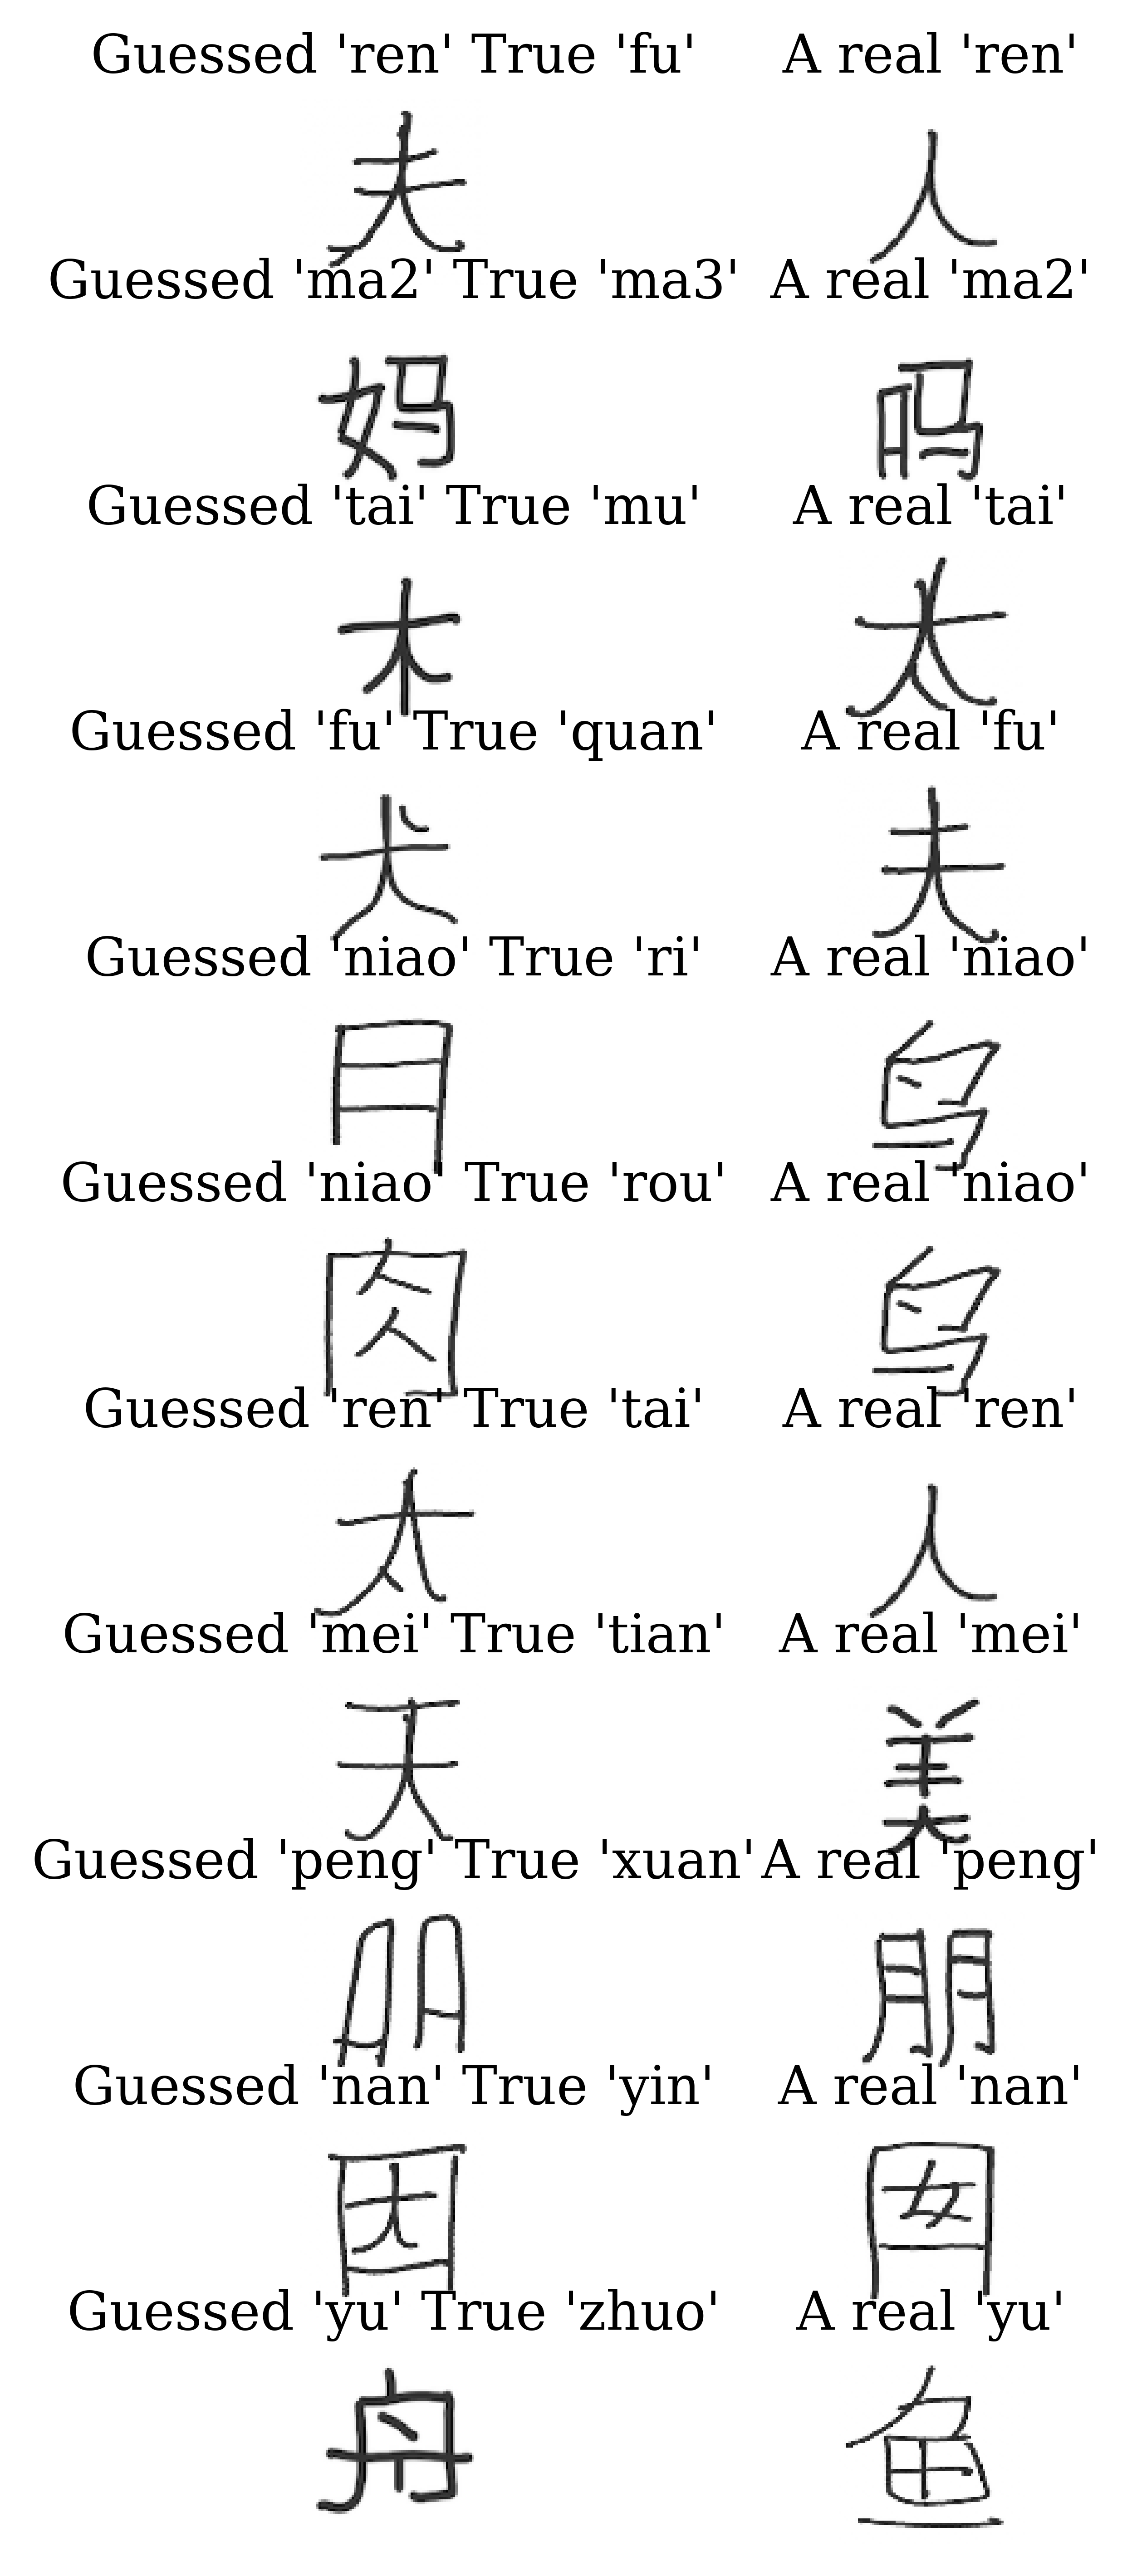 Guessed 'ren' True 'fu' A real 'ren'
夫 人
Guessed 'ma2' True 'ma3' A real 'ma2'
妈 吗
Guessed 'tai' True 'mu' A real 'tai'
木 太
Guessed 'fu' True 'quan' A real 'fu'
犬 夫
Guessed 'niao' True 'ri' A real 'niao'
日 鸟
Guessed 'niao' True 'rou' A real 'niao'
肉 鸟
Guessed 'ren' True 'tai' A real 'ren'
太 人
Guessed 'mei' True 'tian' A real 'mei'
天 美
Guessed 'peng' True 'xuan' A real 'peng'
吅 朋
Guessed 'nan' True 'yin' A real 'nan'
因 囡
Guessed 'yu' True 'zhuo' A real 'yu'
舟 鱼